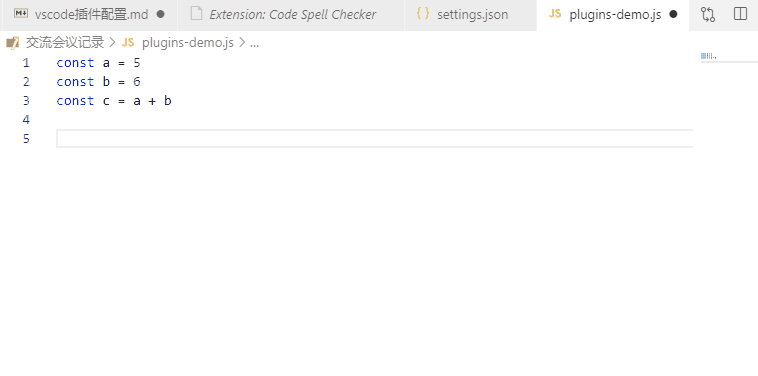 vscode插件配置.md
Extension: Code Spell Checker
{ } settings.json
JS plugins-demo.js
交流会议记录 > JS plugins-demo.js > ...
1 const a = 5
2 const b = 6
3 const c = a + b
4
5